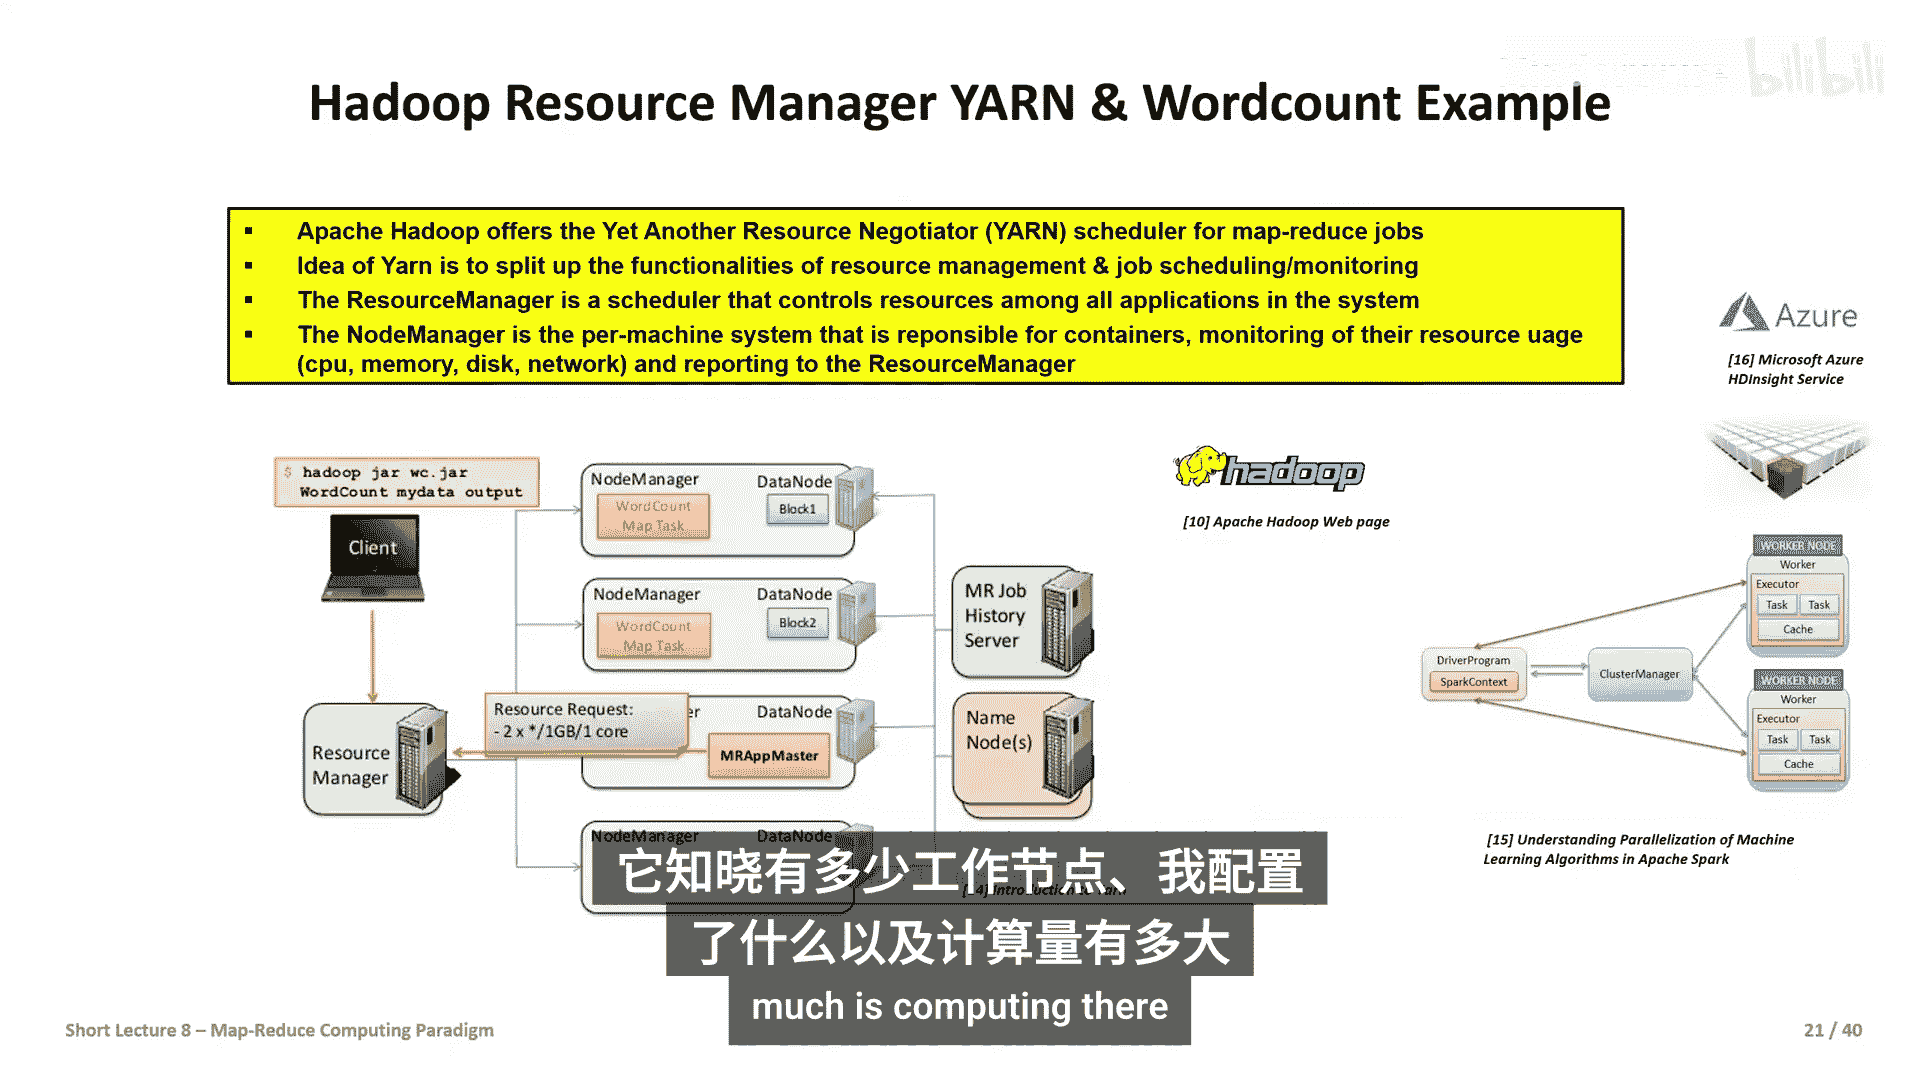 bilibili
Hadoop Resource Manager YARN & Wordcount Example
▪ Apache Hadoop offers the Yet Another Resource Negotiator (YARN) scheduler for map-reduce jobs
▪ Idea of Yarn is to split up the functionalities of resource management & job scheduling/monitoring
▪ The ResourceManager is a scheduler that controls resources among all applications in the system
▪ The NodeManager is the per-machine system that is reponsible for containers, monitoring of their resource uage
(cpu, memory, disk, network) and reporting to the ResourceManager
Azure
[16] Microsoft Azure
HDInsight Service
$ hadoop jar wc.jar
WordCount mydata output
Client
Resource
Manager
NodeManager
DataNode
WordCount
Map Task
Block1
NodeManager
DataNode
WordCount
Map Task
Block2
Resource Request:
- 2 x */1GB/1 core
er
DataNode
MRAppMaster
NodeManager
DataNode
MR Job
History
Server
Name
Node(s)
hadoop
[10] Apache Hadoop Web page
DriverProgram
SparkContext
ClusterManager
WORKER NODE
Worker
Executor
Task Task
Cache
WORKER NODE
Worker
Executor
Task Task
Cache
[15] Understanding Parallelization of Machine
Learning Algorithms in Apache Spark
它知晓有多少工作节点、我配置
了什么以及计算量有多大
much is computing there
Short Lecture 8 – Map-Reduce Computing Paradigm
21 / 40